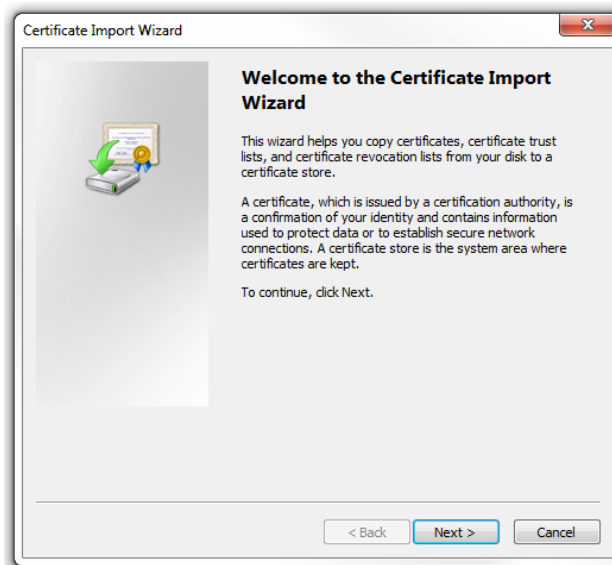 Certificate Import Wizard
Welcome to the Certificate Import
Wizard
This wizard helps you copy certificates, certificate trust
lists, and certificate revocation lists from your disk to a
certificate store.
A certificate, which is issued by a certification authority, is
a confirmation of your identity and contains information
used to protect data or to establish secure network
connections. A certificate store is the system area where
certificates are kept.
To continue, click Next.
< Back Next > Cancel